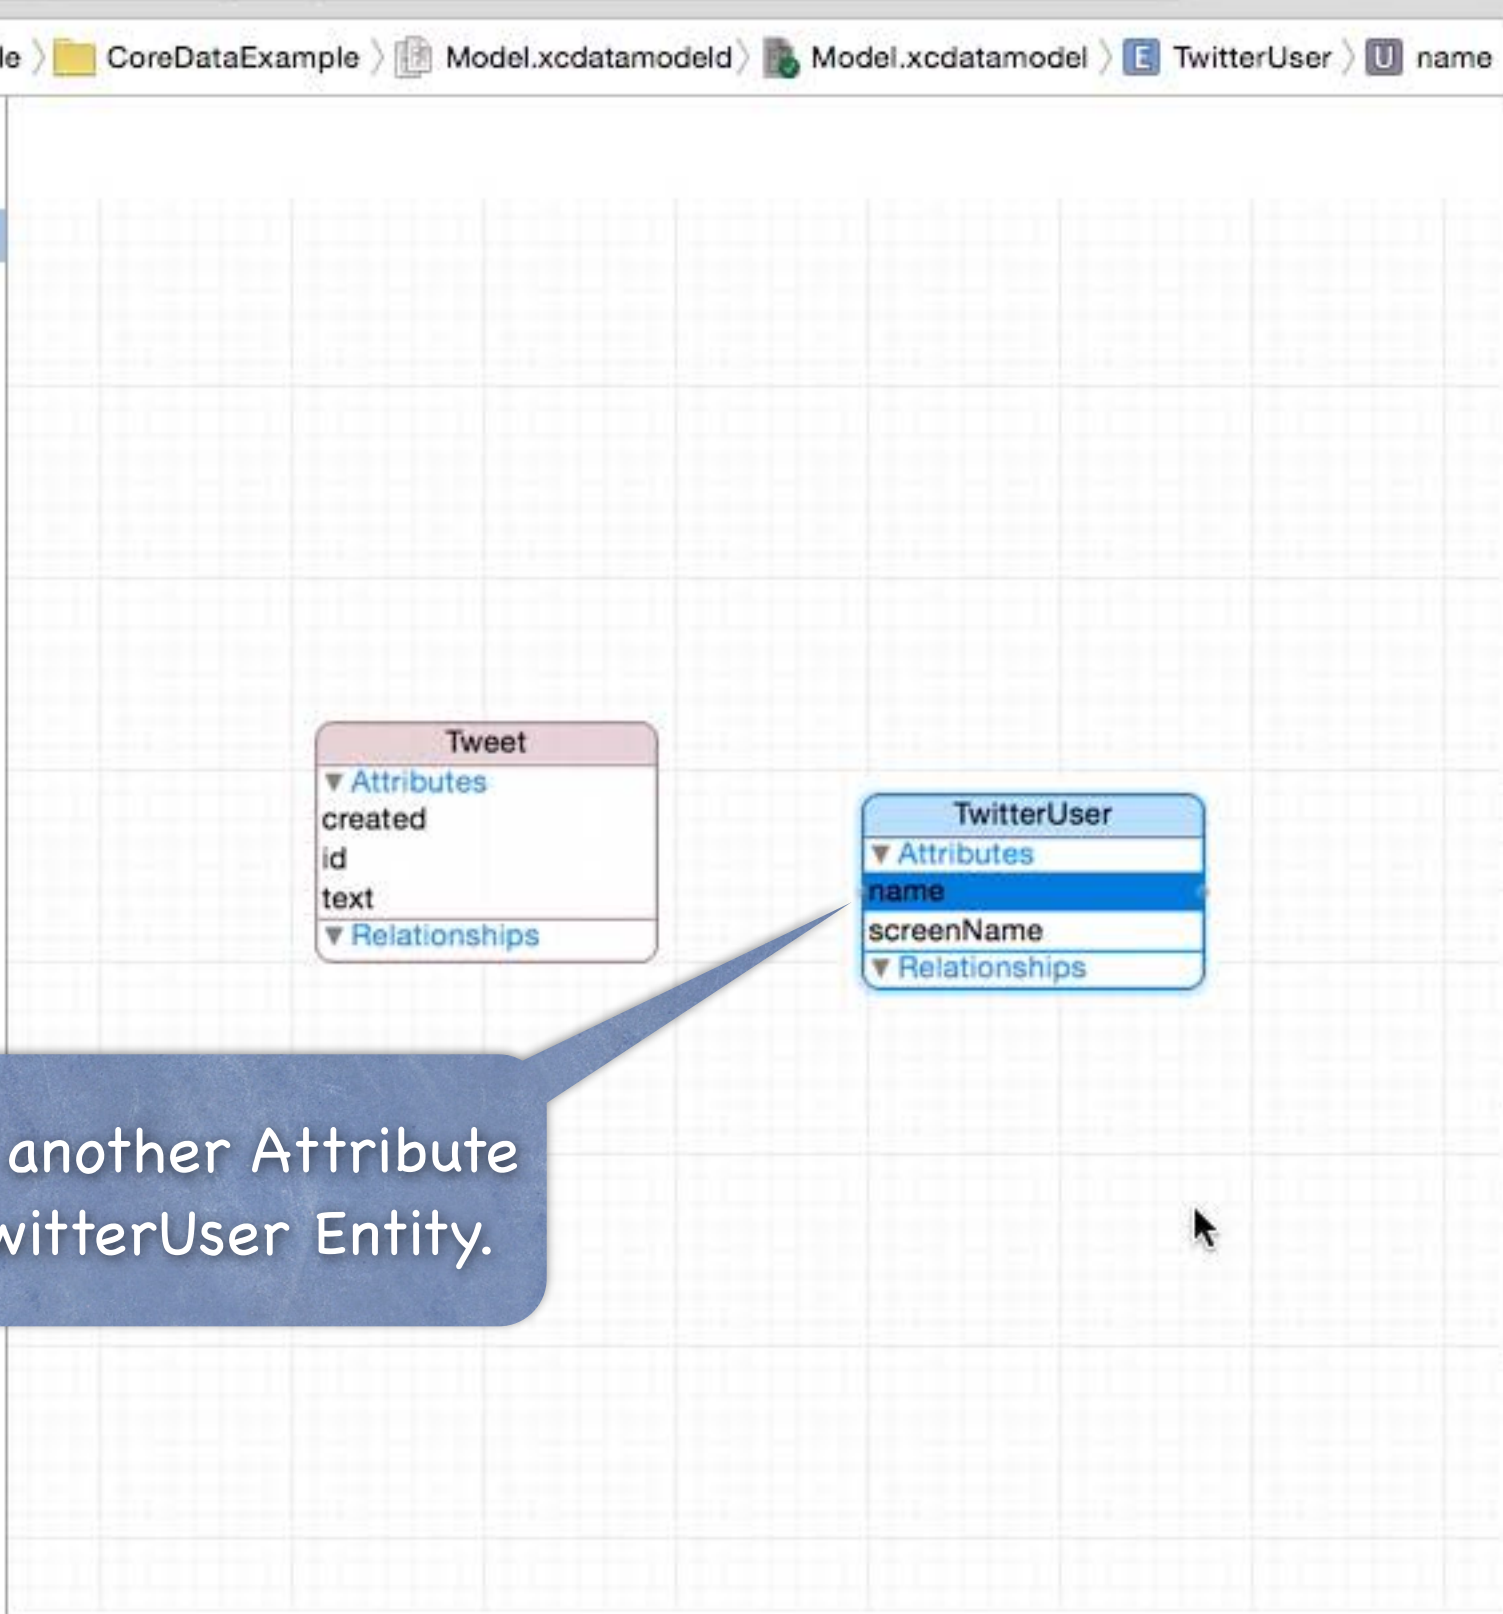 le CoreDataExample Model.xcdatamodeld Model.xcdatamodel E TwitterUser U name
Tweet
Attributes
created
id
text
Relationships
TwitterUser
Attributes
name
screenName
Relationships
another Attribute
witterUser Entity.